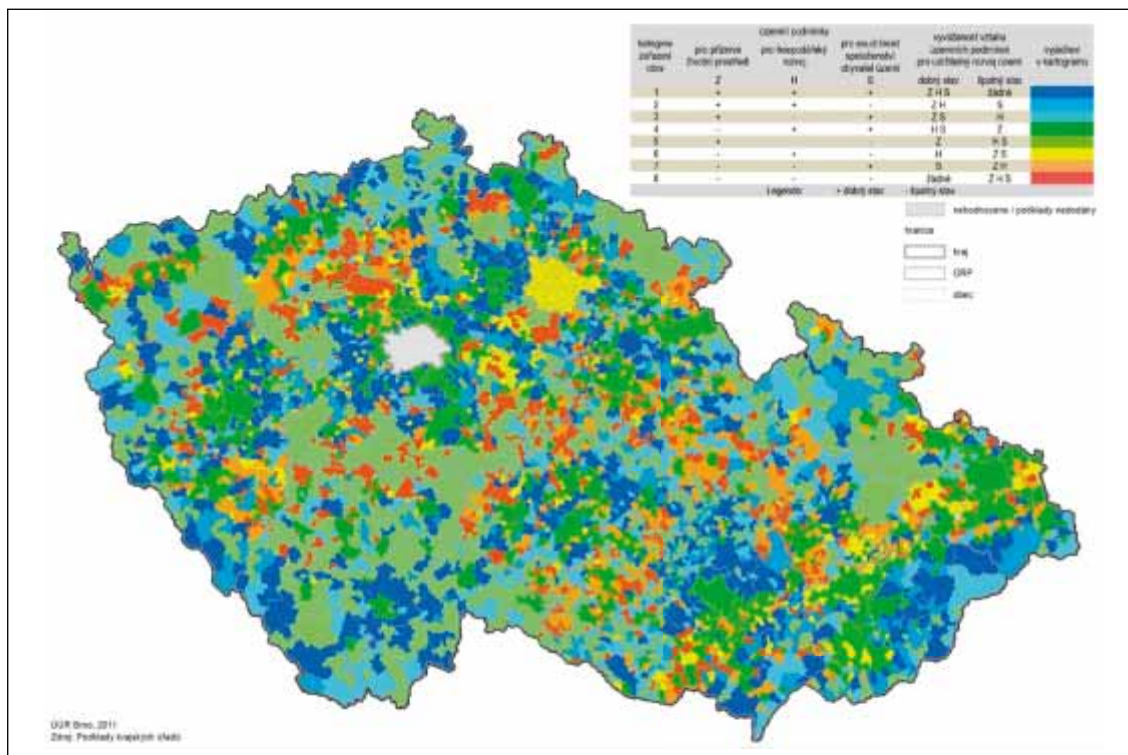 územní podmínky
kategorie zařazení obce
pro příznivé životní prostředí
pro hospodářský rozvoj
pro soudržnost společenství obyvatel území
vyváženost vztahu územních podmínek pro udržitelný rozvoj území
vyjádření v kartogramu
Z H S dobrý stav špatný stav
1 + + + Z H S žádné
2 + + - Z H S
3 + - + Z S H
4 - + + H S Z
5 + - Z H S
6 - + - H Z S
7 - - + S Z H
8 - - - žádné Z H S
Legenda: + dobrý stav - špatný stav
nehodnoceno / podklady nedodány
hranice
kraj
ORP
obec
ÚÚR Brno, 2011
Zdroj: Podklady krajských úřadů